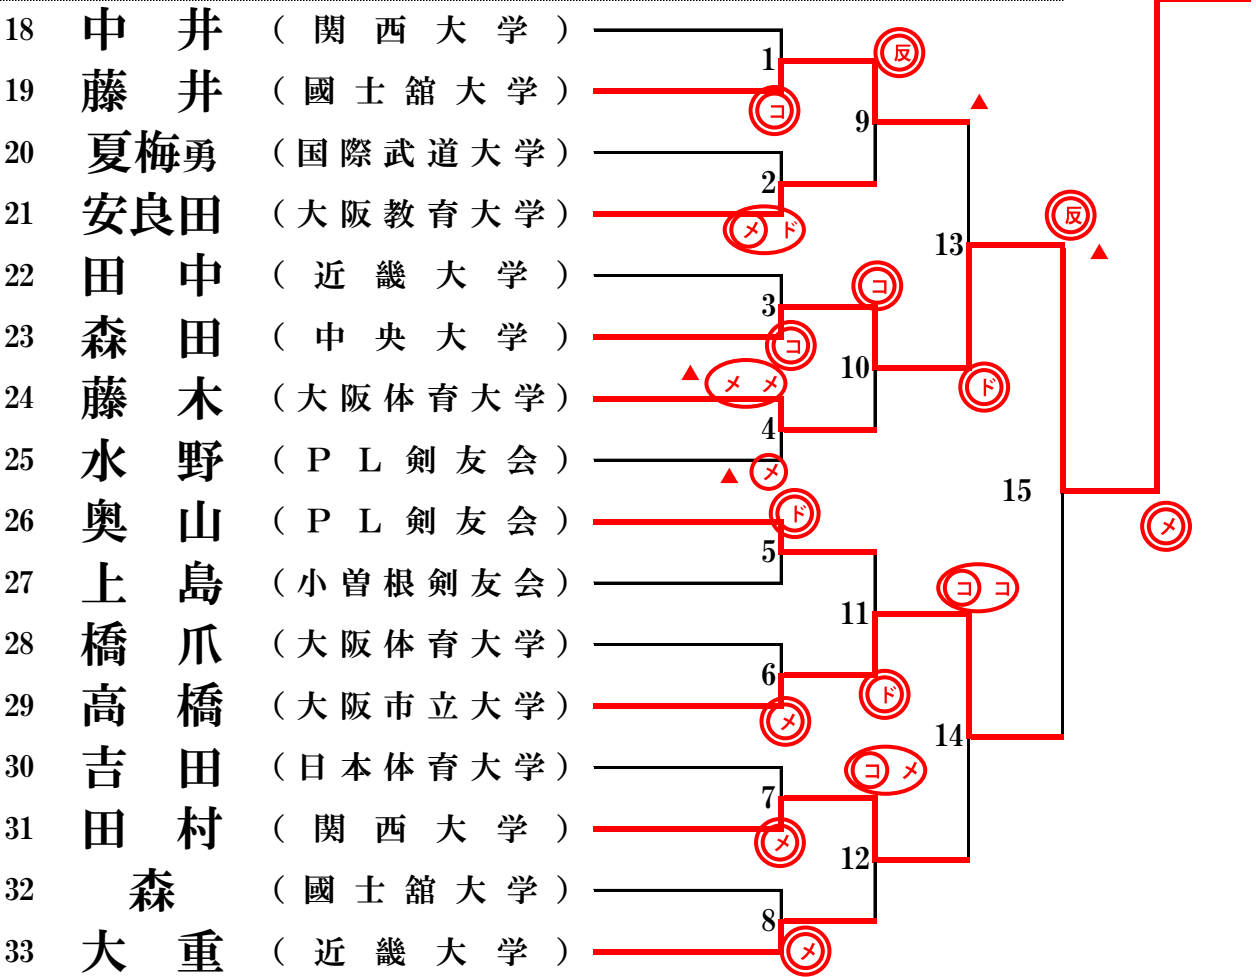 18 中井 (関西大学)
19 藤井 (國士舘大学)
20 夏梅勇 (国際武道大学)
21 安良田 (大阪教育大学)
22 田中 (近畿大学)
23 森田 (中央大学)
24 藤木 (大阪体育大学)
25 水野 (PL剣友会)
26 奥山 (PL剣友会)
27 上島 (小曽根剣友会)
28 橋爪 (大阪体育大学)
29 高橋 (大阪市立大学)
30 吉田 (日本体育大学)
31 田村 (関西大学)
32 森 (國士舘大学)
33 大重 (近畿大学)
1
コ
2
メド
3
コ
▲ メメ
4
▲ メ
ド
5
6
メ
7
メ
8
メ
反
9
コ
10
11
ド
コメ
12
▲
13
ド
ココ
14
反
▲
15
メ